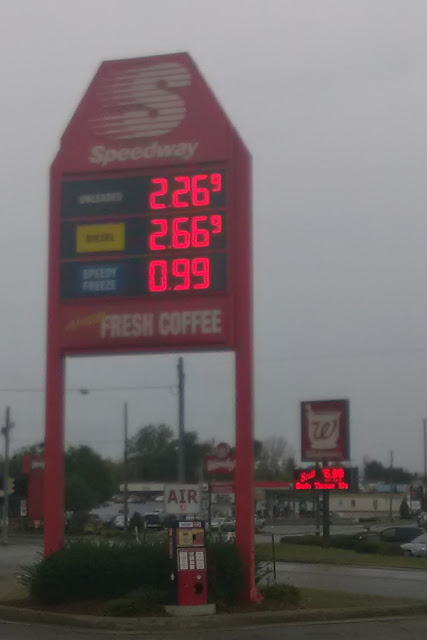 S
Speedway
UNLEADED 2.26⁹
DIESEL 2.66⁹
SPEEDY FREEZE 0.99
FRESH COFFEE
W
AIR